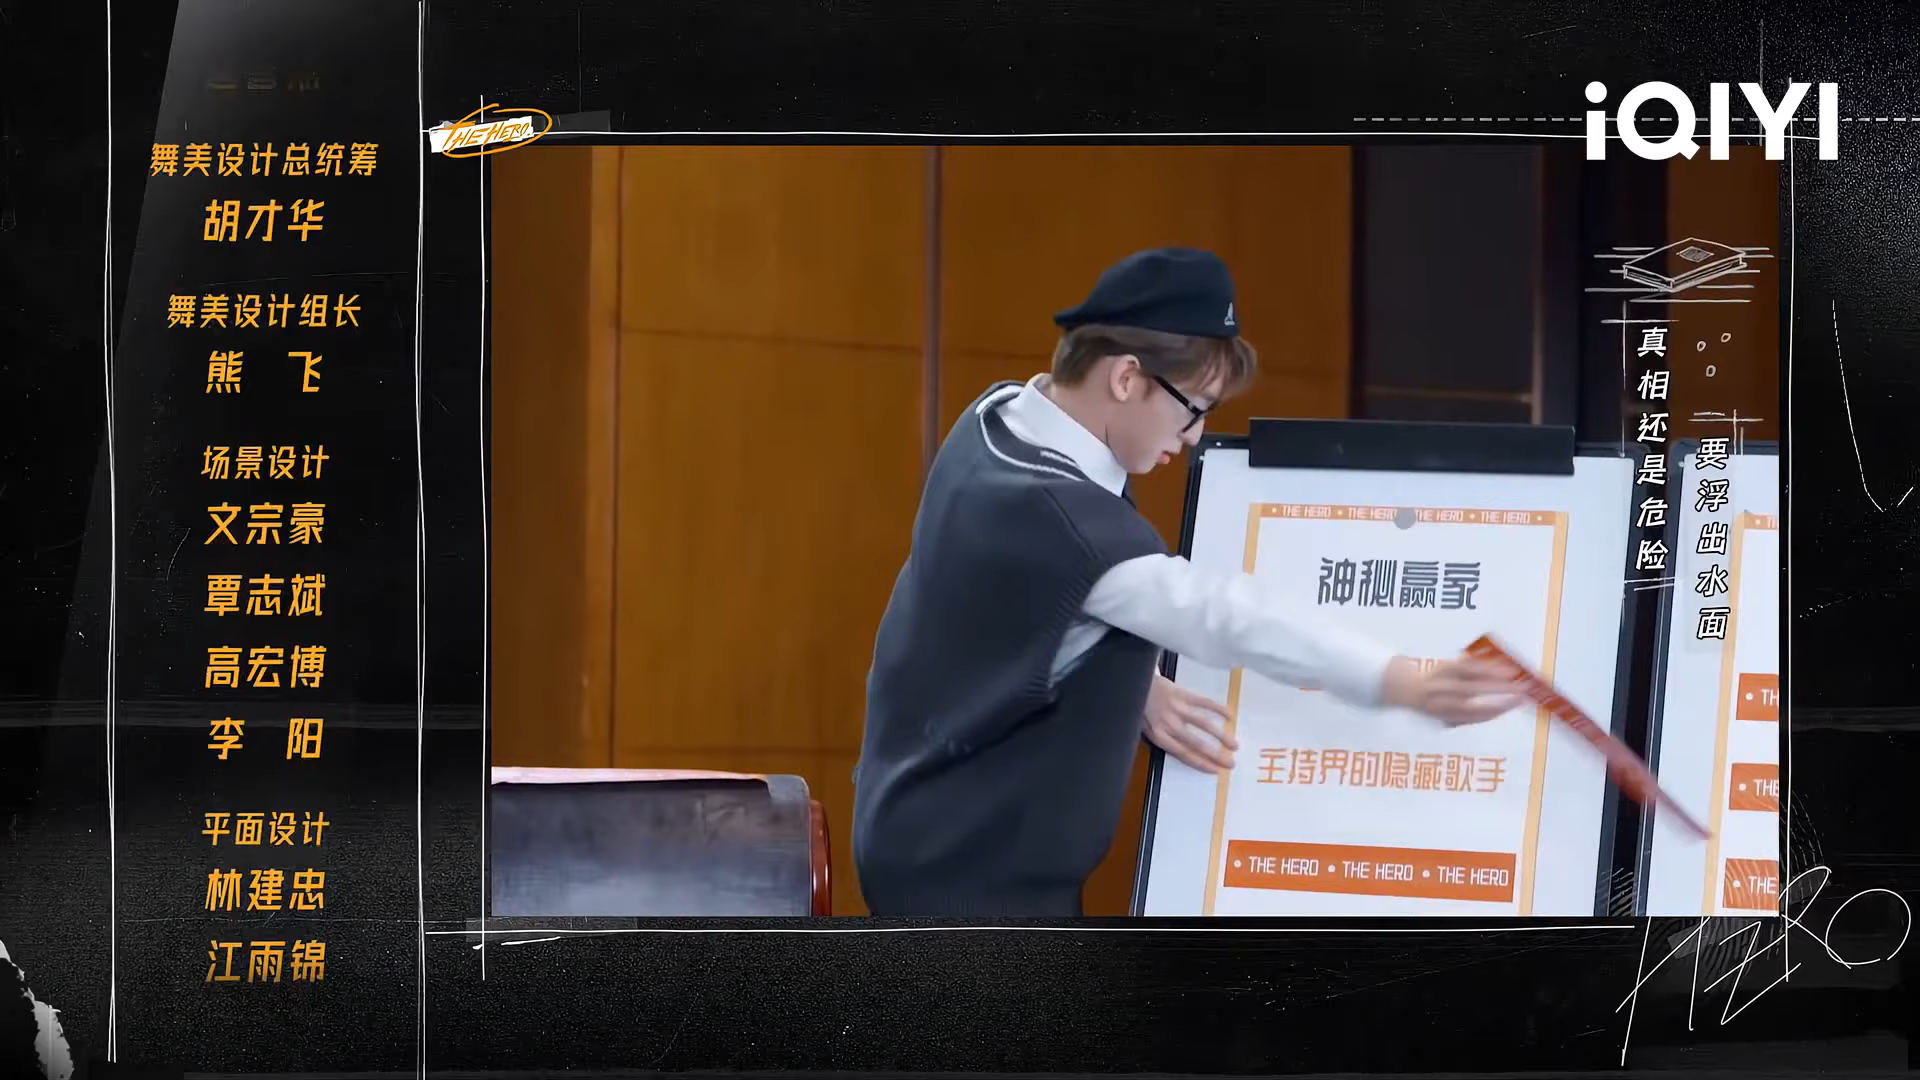 舞美设计总统筹
胡才华
舞美设计组长
熊 飞
场景设计
文宗豪
覃志斌
高宏博
李 阳
平面设计
林建忠
江雨锦
THE HERO
iQIYI
真相还是危险
要浮出水面
• THE HERO • THE HERO • THE HERO • THE HERO •
神秘赢家
主持界的隐藏歌手
• THE HERO • THE HERO • THE HERO
• TH
• THE
• THE
HERO